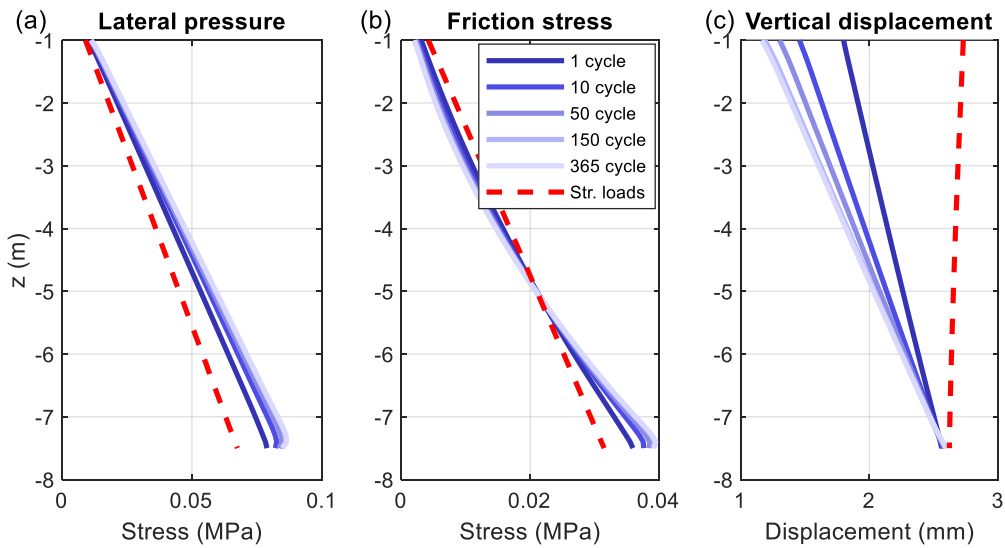 (a) Lateral pressure
(b) Friction stress
(c) Vertical displacement
-1
-2
-3
-4
-5
-6
-7
-8
z (m)
0 0.05 0.1
Stress (MPa)
-1
-2
-3
-4
-5
-6
-7
-8
0 0.02 0.04
Stress (MPa)
1 cycle
10 cycle
50 cycle
150 cycle
365 cycle
Str. loads
-1
-2
-3
-4
-5
-6
-7
-8
1 2 3
Displacement (mm)